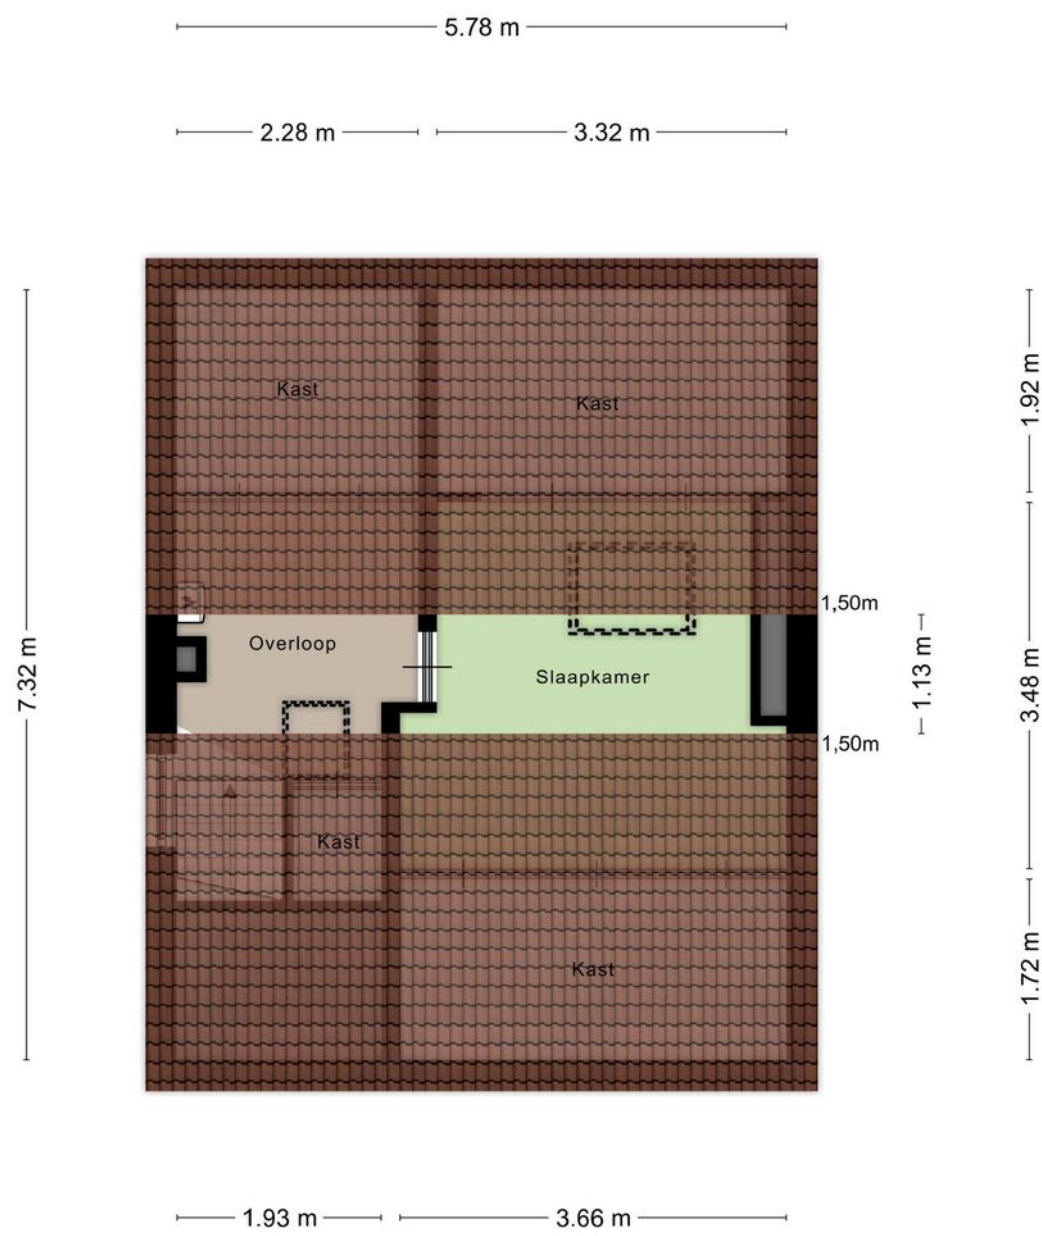 5.78 m
2.28 m
3.32 m
Kast
Kast
1.92 m
1,50m
Overloop
Slaapkamer
7.32 m
1.13 m
3.48 m
1,50m
Kast
Kast
1.72 m
1.93 m
3.66 m